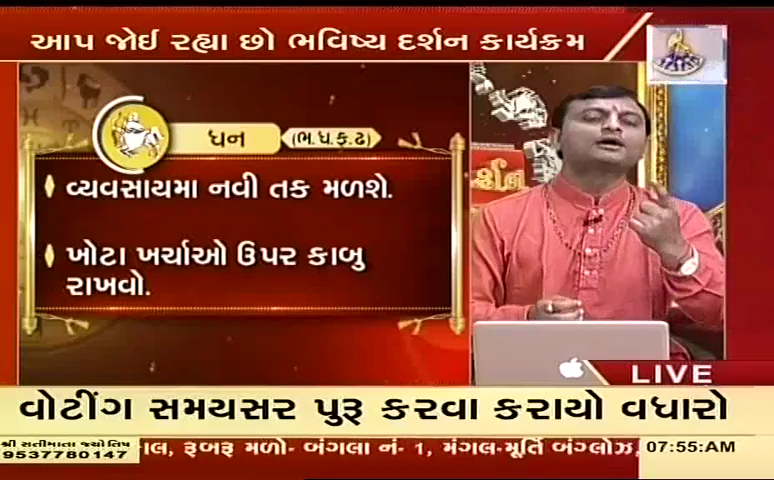 આપ જોઈ રહ્યા છો ભવિષ્ય દર્શન કાર્યક્રમ
ધન
(ભ.ધ.ફ.ઢ)
વ્યવસાયમા નવી તક મળશે.
ખોટા ખર્ચાઓ ઉપર કાબુ
રાખવો.
ર્શન
LIVE
વોટીંગ સમયસર પુરૂ કરવા કરાયો વધારો
શ્રી સતીમાતા જ્યોતિષ
9537780147
લ, રૂબરૂ મળો- બંગલા નં- 1, મંગલ-મૂર્તિ બંગ્લોઝ,
07:55:AM